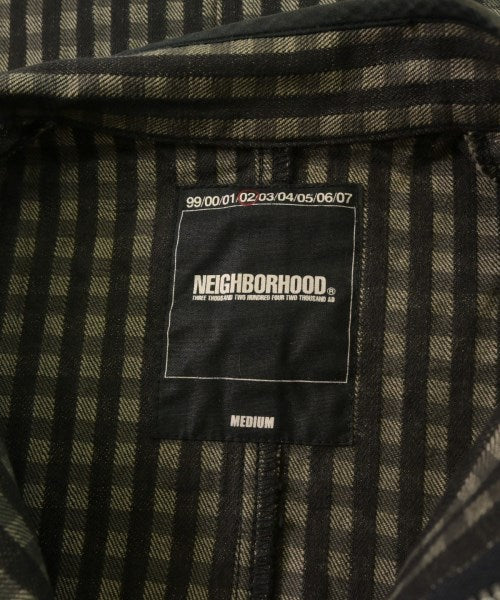 99/00/01/02/03/04/05/06/07
NEIGHBORHOOD®
THREE THOUSAND TWO HUNDRED FOUR TWO THOUSAND AD
MEDIUM